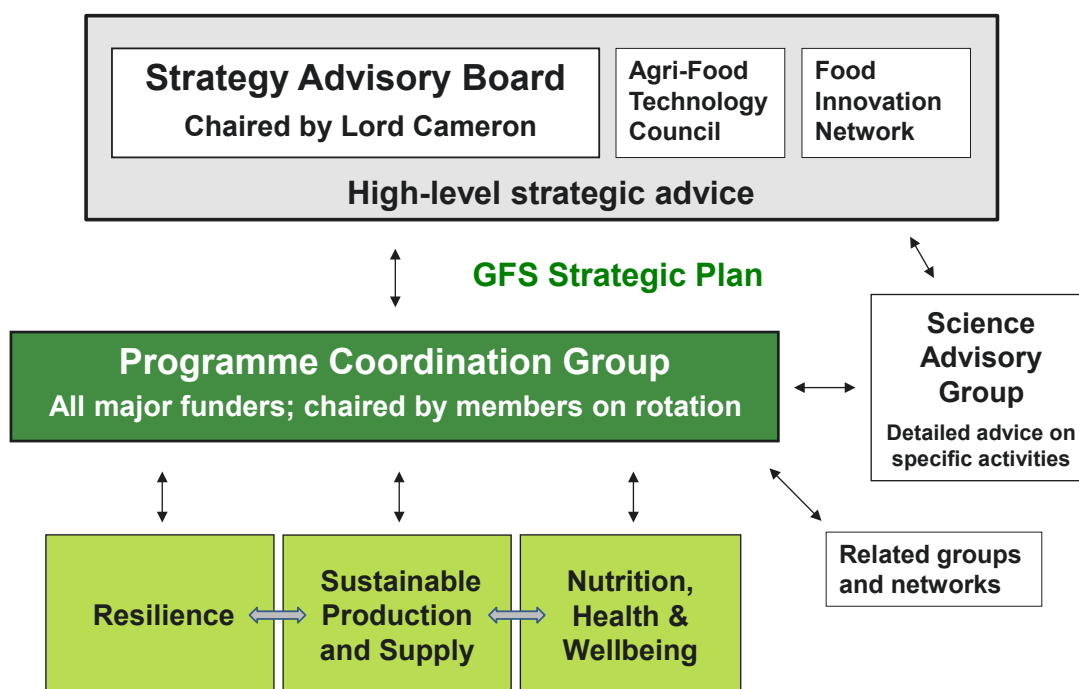 Strategy Advisory Board
Chaired by Lord Cameron
Agri-Food
Technology
Council
Food
Innovation
Network
High-level strategic advice
GFS Strategic Plan
Programme Coordination Group
All major funders; chaired by members on rotation
Science
Advisory
Group
Detailed advice on
specific activities
Related groups
and networks
Resilience
Sustainable
Production
and Supply
Nutrition,
Health &
Wellbeing